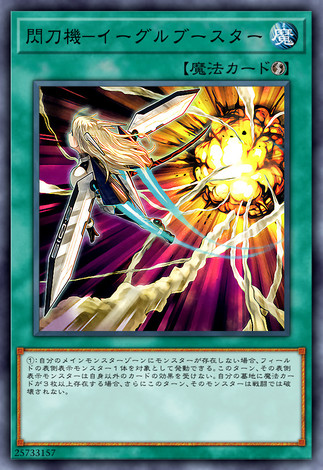 閃刀機-イーグルブースター
魔
【魔法カード】
①:自分のメインモンスターゾーンにモンスターが存在しない場合、フィール
ドの表側表示モンスター1体を対象として発動できる。このターン、その表側
表示モンスターは自身以外のカードの効果を受けない。自分の墓地に魔法カー
ドが3枚以上存在する場合、さらにこのターン、そのモンスターは戦闘では破
壊されない。
25733157